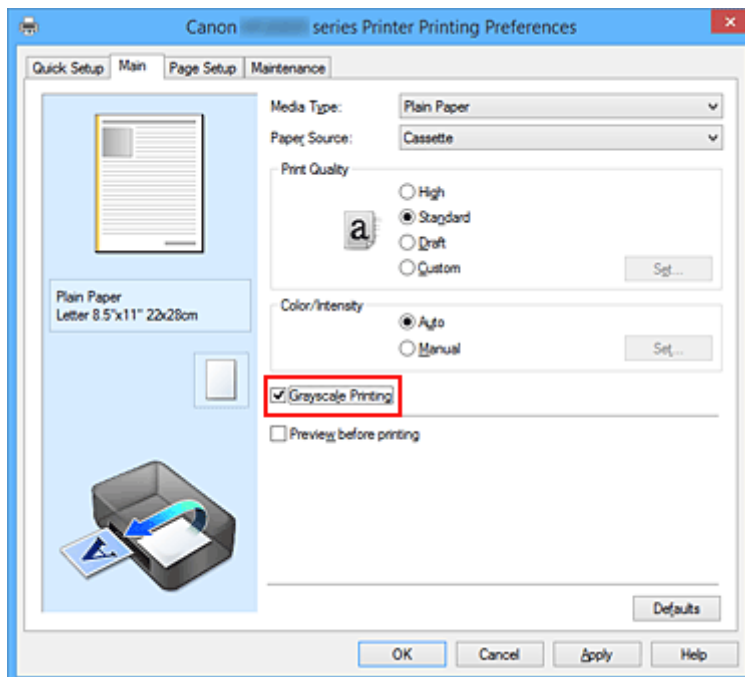 Canon series Printer Printing Preferences
Quick Setup Main Page Setup Maintenance
Media Type: Plain Paper
Paper Source: Cassette
Print Quality
High
a
Standard
Draft
Custom Set...
Plain Paper
Letter 8.5"x11" 22x28cm
Color/Intensity
Auto
Manual Set...
Grayscale Printing
Preview before printing
A
Defaults
OK Cancel Apply Help